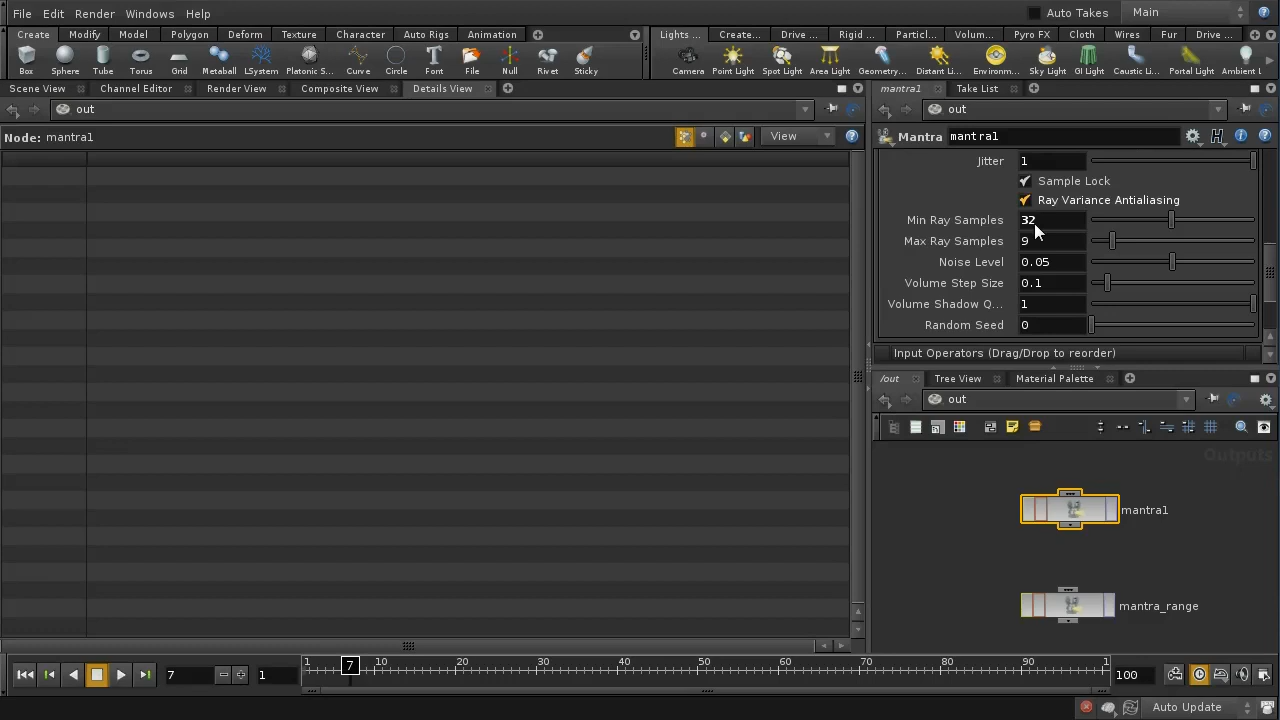 File Edit Render Windows Help Auto Takes Main
Create Modify Model Polygon Deform Texture Character Auto Rigs Animation Lights ... Create... Drive ... Rigid ... Particl... Volum... Pyro FX Cloth Wires Fur Drive ...
Box Sphere Tube Torus Grid Metaball LSystem Platonic S... Curve Circle Font File Null Rivet Sticky Camera Point Light Spot Light Area Light Geometry... Distant Li... Environm... Sky Light GI Light Caustic Li... Portal Light Ambient L
Scene View Channel Editor Render View Composite View Details View mantra1 Take List
out out
Node: mantra1 View Mantra mantra1
Jitter 1
Sample Lock
Ray Variance Antialiasing
Min Ray Samples 32
Max Ray Samples 9
Noise Level 0.05
Volume Step Size 0.1
Volume Shadow Q... 1
Random Seed 0
Input Operators (Drag/Drop to reorder)
/out Tree View Material Palette
out
Outputs
mantra1
mantra_range
7 1 1 7 10 20 30 40 50 60 70 80 90 1 100
Auto Update